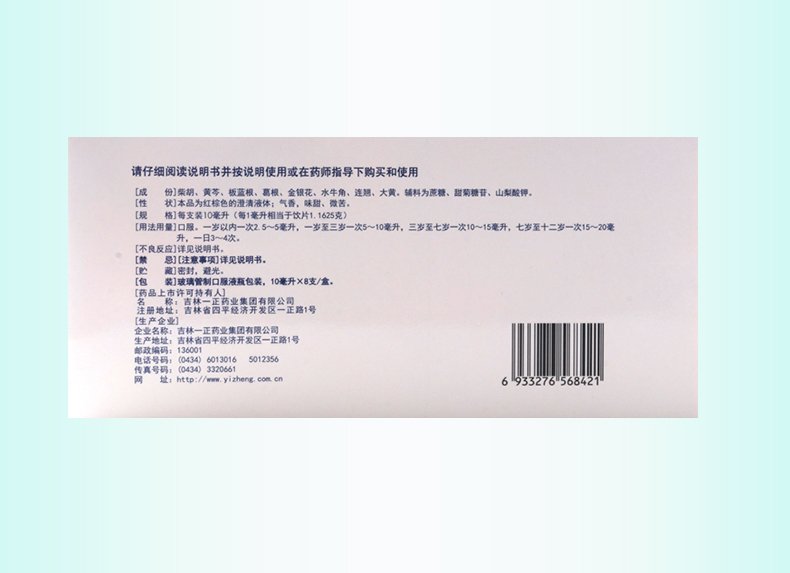 请仔细阅读说明书并按说明使用或在药师指导下购买和使用
[成　　份]柴胡、黄芩、板蓝根、葛根、金银花、水牛角、连翘、大黄。辅料为蔗糖、甜菊糖苷、山梨酸钾。
[性　　状]本品为红棕色的澄清液体；气香，味甜、微苦。
[规　　格]每支装10毫升（每1毫升相当于饮片1.1625克）
[用法用量]口服。一岁以内一次2.5～5毫升，一岁至三岁一次5～10毫升，三岁至七岁一次10～15毫升，七岁至十二岁一次15～20毫
升，一日3～4次。
[不良反应]详见说明书。
[禁　　忌][注意事项]详见说明书。
[贮　　藏]密封，避光。
[包　　装]玻璃管制口服液瓶包装，10毫升×8支/盒。
[药品上市许可持有人]
名　　称：吉林一正药业集团有限公司
注册地址：吉林省四平经济开发区一正路1号
[生产企业]
企业名称：吉林一正药业集团有限公司
生产地址：吉林省四平经济开发区一正路1号
邮政编码：136001
电话号码：(0434) 6013016　5012356
传真号码：(0434) 3320661
网　　址：http://www.yizheng.com.cn
6 933276 568421